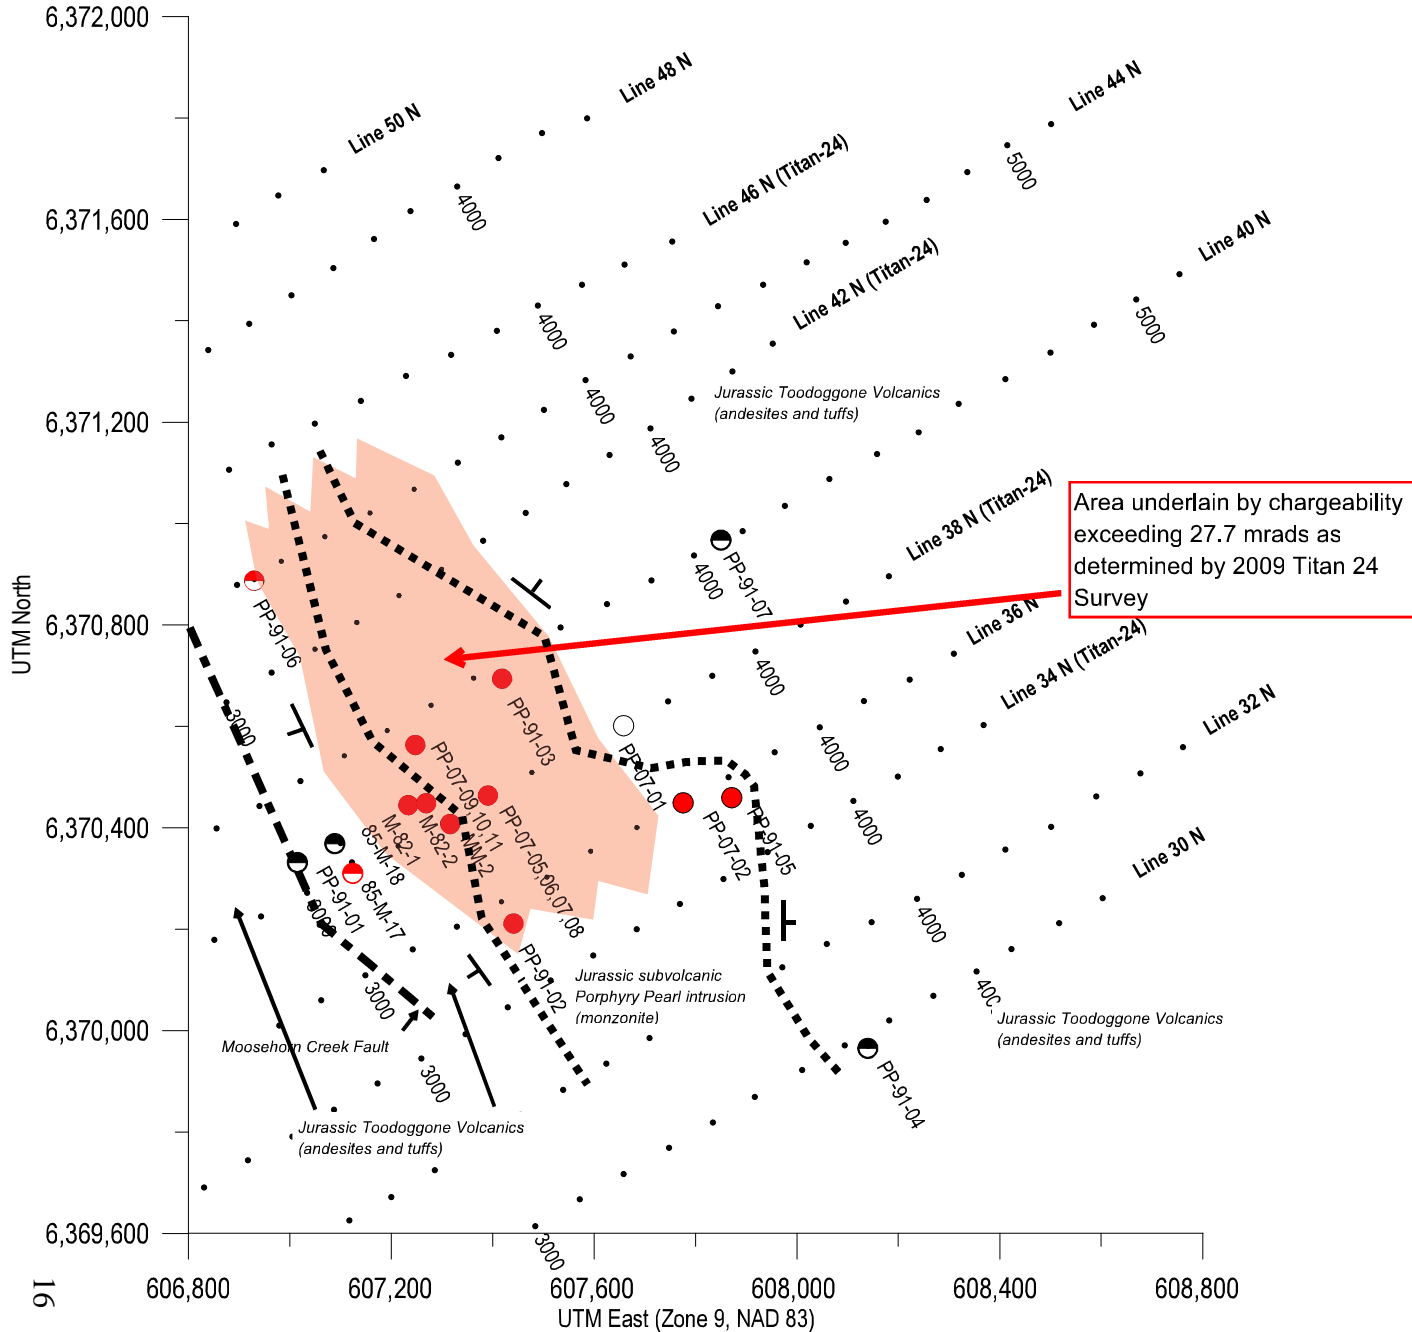 6,372,000
Line 48 N
Line 44 N
Line 50 N
5000
Line 46 N (Titan-24)
4000
6,371,600
Line 40 N
Line 42 N (Titan-24)
4000
5000
4000
Jurassic Toodoggone Volcanics
(andesites and tuffs)
6,371,200
4000
Line 38 N (Titan-24)
Area underlain by chargeability
exceeding 27.7 mrads as
determined by 2009 Titan 24
Survey
4000
PP-91-07
UTM North
6,370,800
PP-91-06
Line 36 N
Line 34 N (Titan-24)
4000
Line 32 N
3000
PP-91-03
PP-07-01
4000
PP-07-09,10,11
PP-07-05,06,07,08
6,370,400
M-82-1
M-82-2
MM-2
PP-07-02
PP-91-05
4000
Line 30 N
85-M-18
85-M-17
PP-91-01
3000
4000
PP-91-02
3000
Jurassic subvolcanic
Porphyry Pearl intrusion
(monzonite)
400
6,370,000
Jurassic Toodoggone Volcanics
(andesites and tuffs)
Moosehorn Creek Fault
3000
PP-91-04
Jurassic Toodoggone Volcanics
(andesites and tuffs)
6,369,600
3000
606,800
607,200
607,600
608,000
608,400
608,800
UTM East (Zone 9, NAD 83)
16